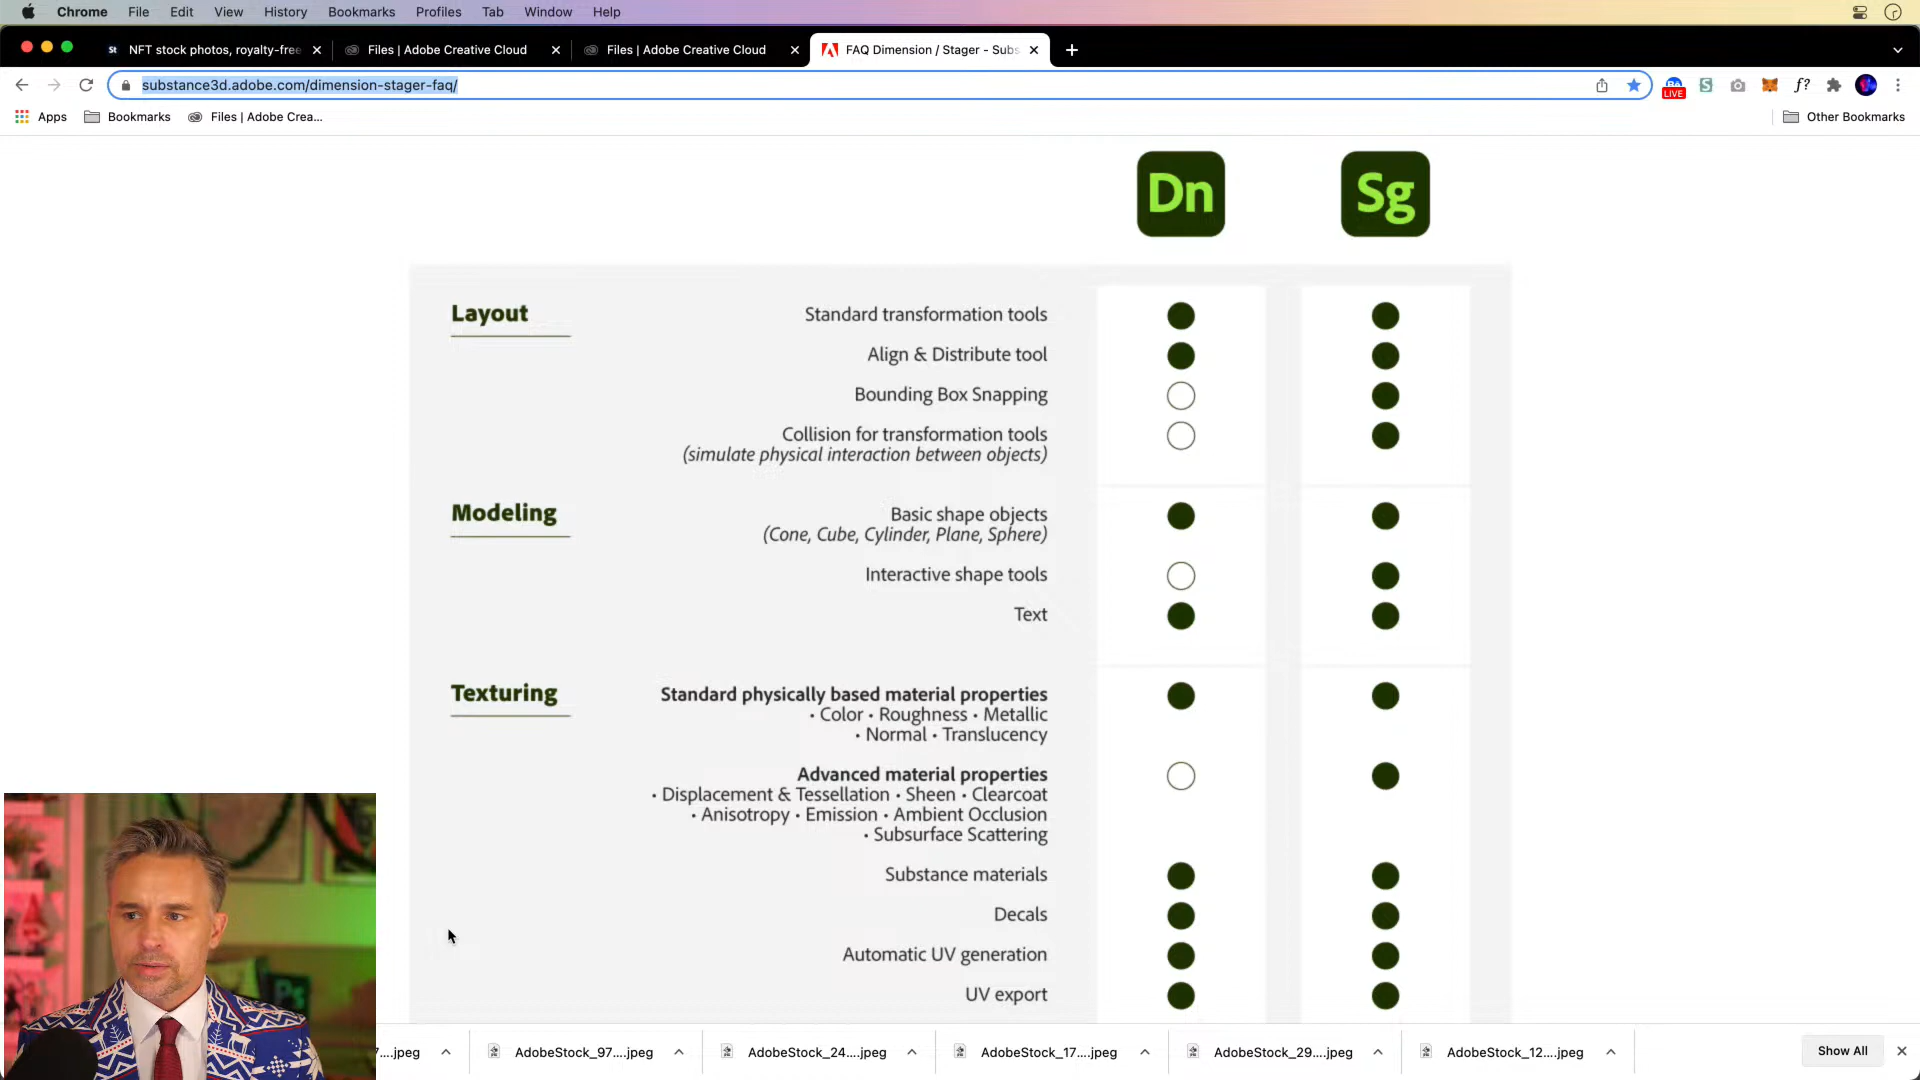 Chrome File Edit View History Bookmarks Profiles Tab Window Help
St NFT stock photos, royalty-free Files | Adobe Creative Cloud Files | Adobe Creative Cloud FAQ Dimension / Stager - Subs
substance3d.adobe.com/dimension-stager-faq/
LIVE
f?
Apps Bookmarks Files | Adobe Crea... Other Bookmarks
Dn Sg
Layout
Standard transformation tools
Align & Distribute tool
Bounding Box Snapping
Collision for transformation tools
(simulate physical interaction between objects)
Modeling
Basic shape objects
(Cone, Cube, Cylinder, Plane, Sphere)
Interactive shape tools
Text
Texturing
Standard physically based material properties
• Color • Roughness • Metallic
• Normal • Translucency
Advanced material properties
• Displacement & Tessellation • Sheen • Clearcoat
• Anisotropy • Emission • Ambient Occlusion
• Subsurface Scattering
Substance materials
Decals
Automatic UV generation
UV export
Ps
7....jpeg AdobeStock_97....jpeg AdobeStock_24....jpeg AdobeStock_17....jpeg AdobeStock_29....jpeg AdobeStock_12....jpeg Show All